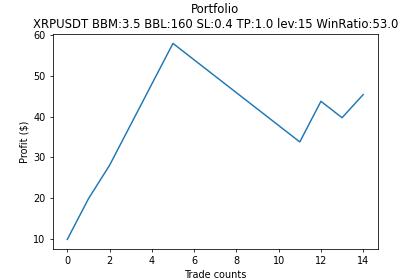 Portfolio
XRPUSDT BBM:3.5 BBL:160 SL:0.4 TP:1.0 lev:15 WinRatio:53.0
60
50
40
30
20
10
Profit ($)
0 2 4 6 8 10 12 14
Trade counts